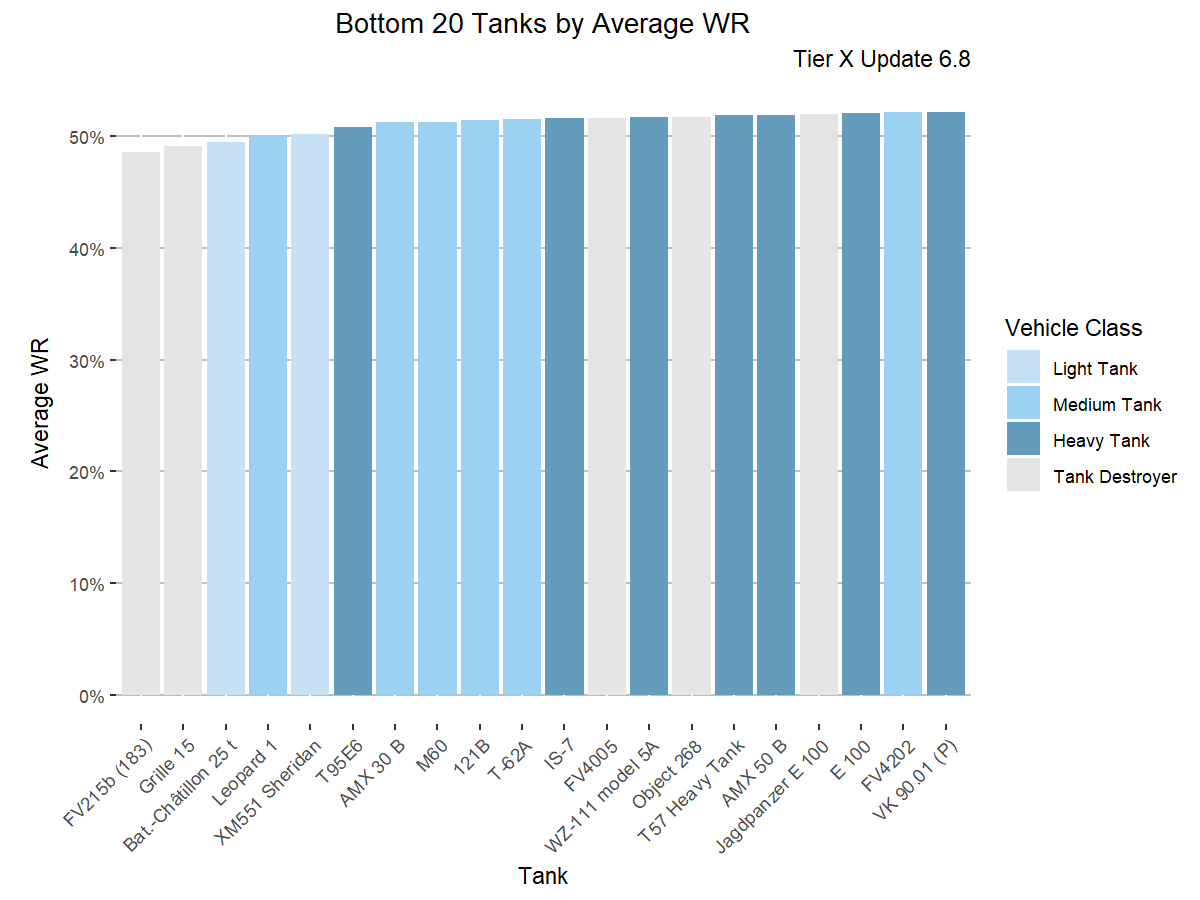 Bottom 20 Tanks by Average WR
Tier X Update 6.8
Average WR
50%
40%
30%
20%
10%
0%
FV215b (183)
Grille 15
Bat.-Châtillon 25 t
Leopard 1
XM551 Sheridan
T95E6
AMX 30 B
M60
121B
T-62A
IS-7
FV4005
WZ-111 model 5A
Object 268
T57 Heavy Tank
AMX 50 B
Jagdpanzer E 100
E 100
FV4202
VK 90.01 (P)
Tank
Vehicle Class
Light Tank
Medium Tank
Heavy Tank
Tank Destroyer